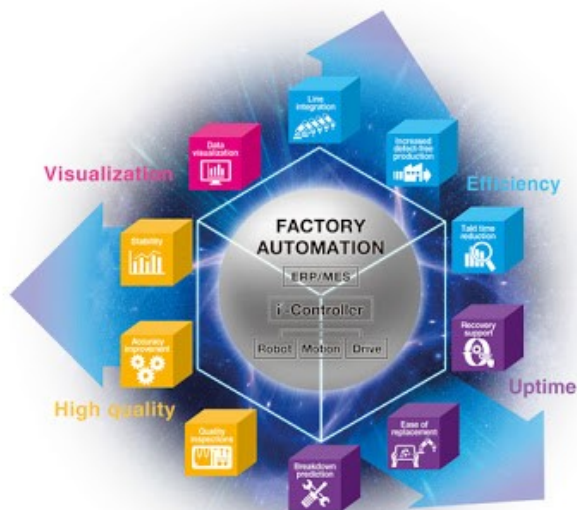 Line
integration
Data
visualization
Increased
defect-free
production
Visualization
Efficiency
Stability
FACTORY
AUTOMATION
ERP/MES
i³-Controller
Robot
Motion
Drive
Takt time
reduction
Accuracy
improvement
Recovery
support
Uptime
High quality
Quality
inspections
Ease of
replacement
Breakdown
prediction